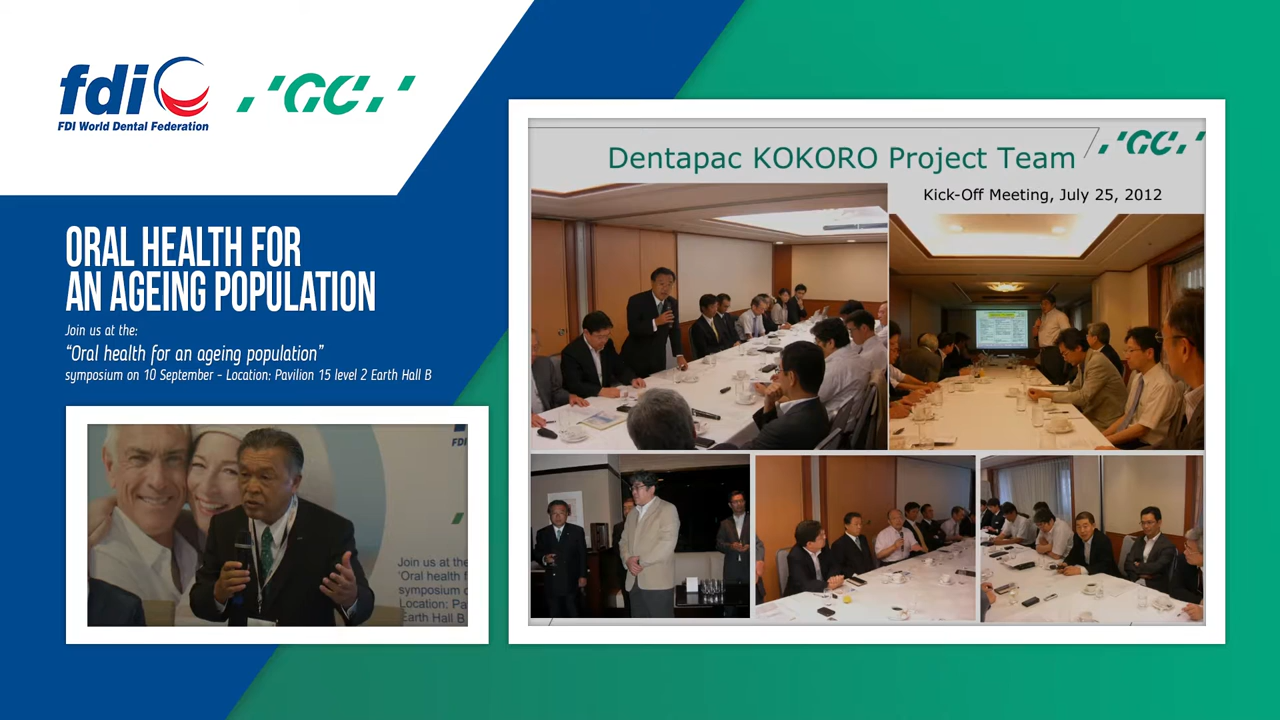 fdi
FDI World Dental Federation
GC
ORAL HEALTH FOR
AN AGEING POPULATION
Join us at the:
“Oral health for an ageing population”
symposium on 10 September - Location: Pavilion 15 level 2 Earth Hall B
GC
Dentapac KOKORO Project Team
Kick-Off Meeting, July 25, 2012
FDI
Join us at the
'Oral health f
symposium o
Location: Pa
Earth Hall B